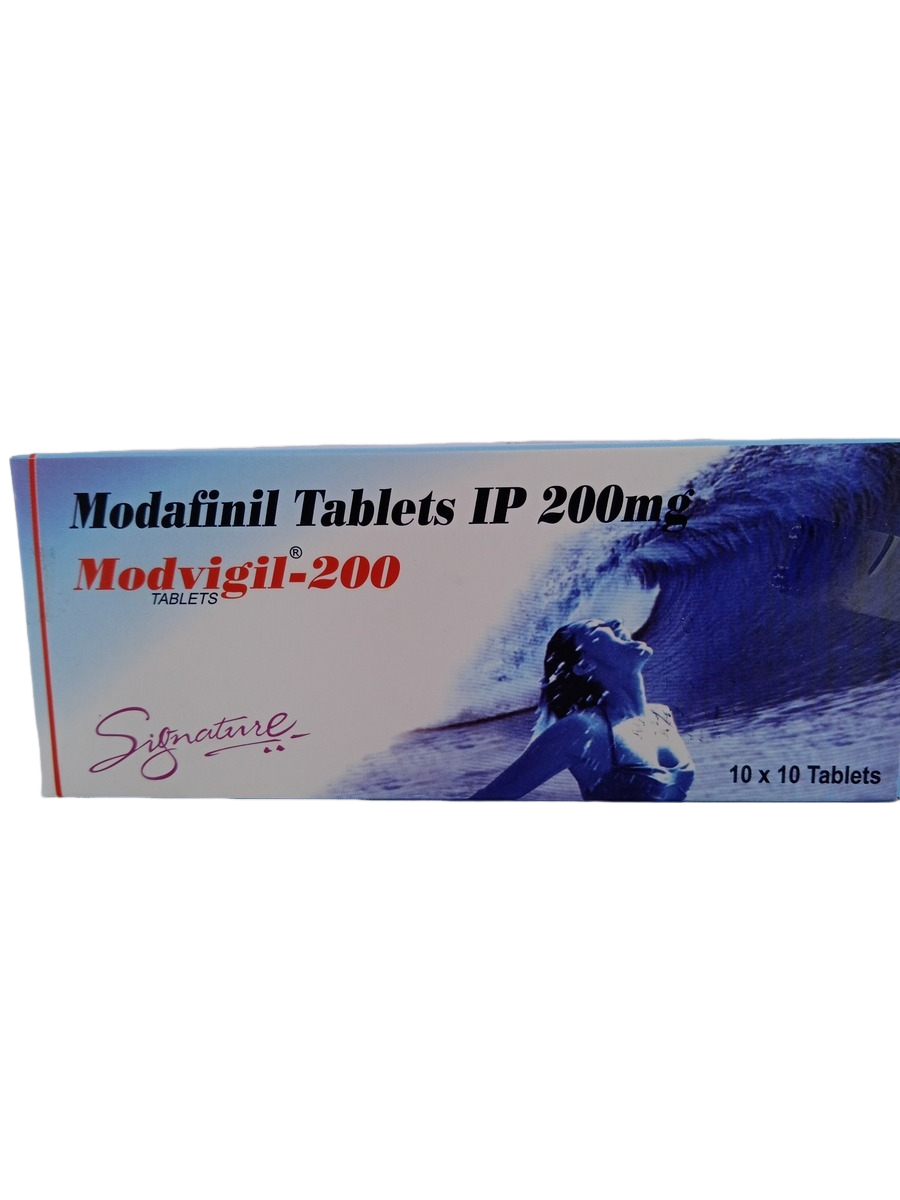 Modafinil Tablets IP 200mg
Modvigil®-200
TABLETS
Signature
10 x 10 Tablets